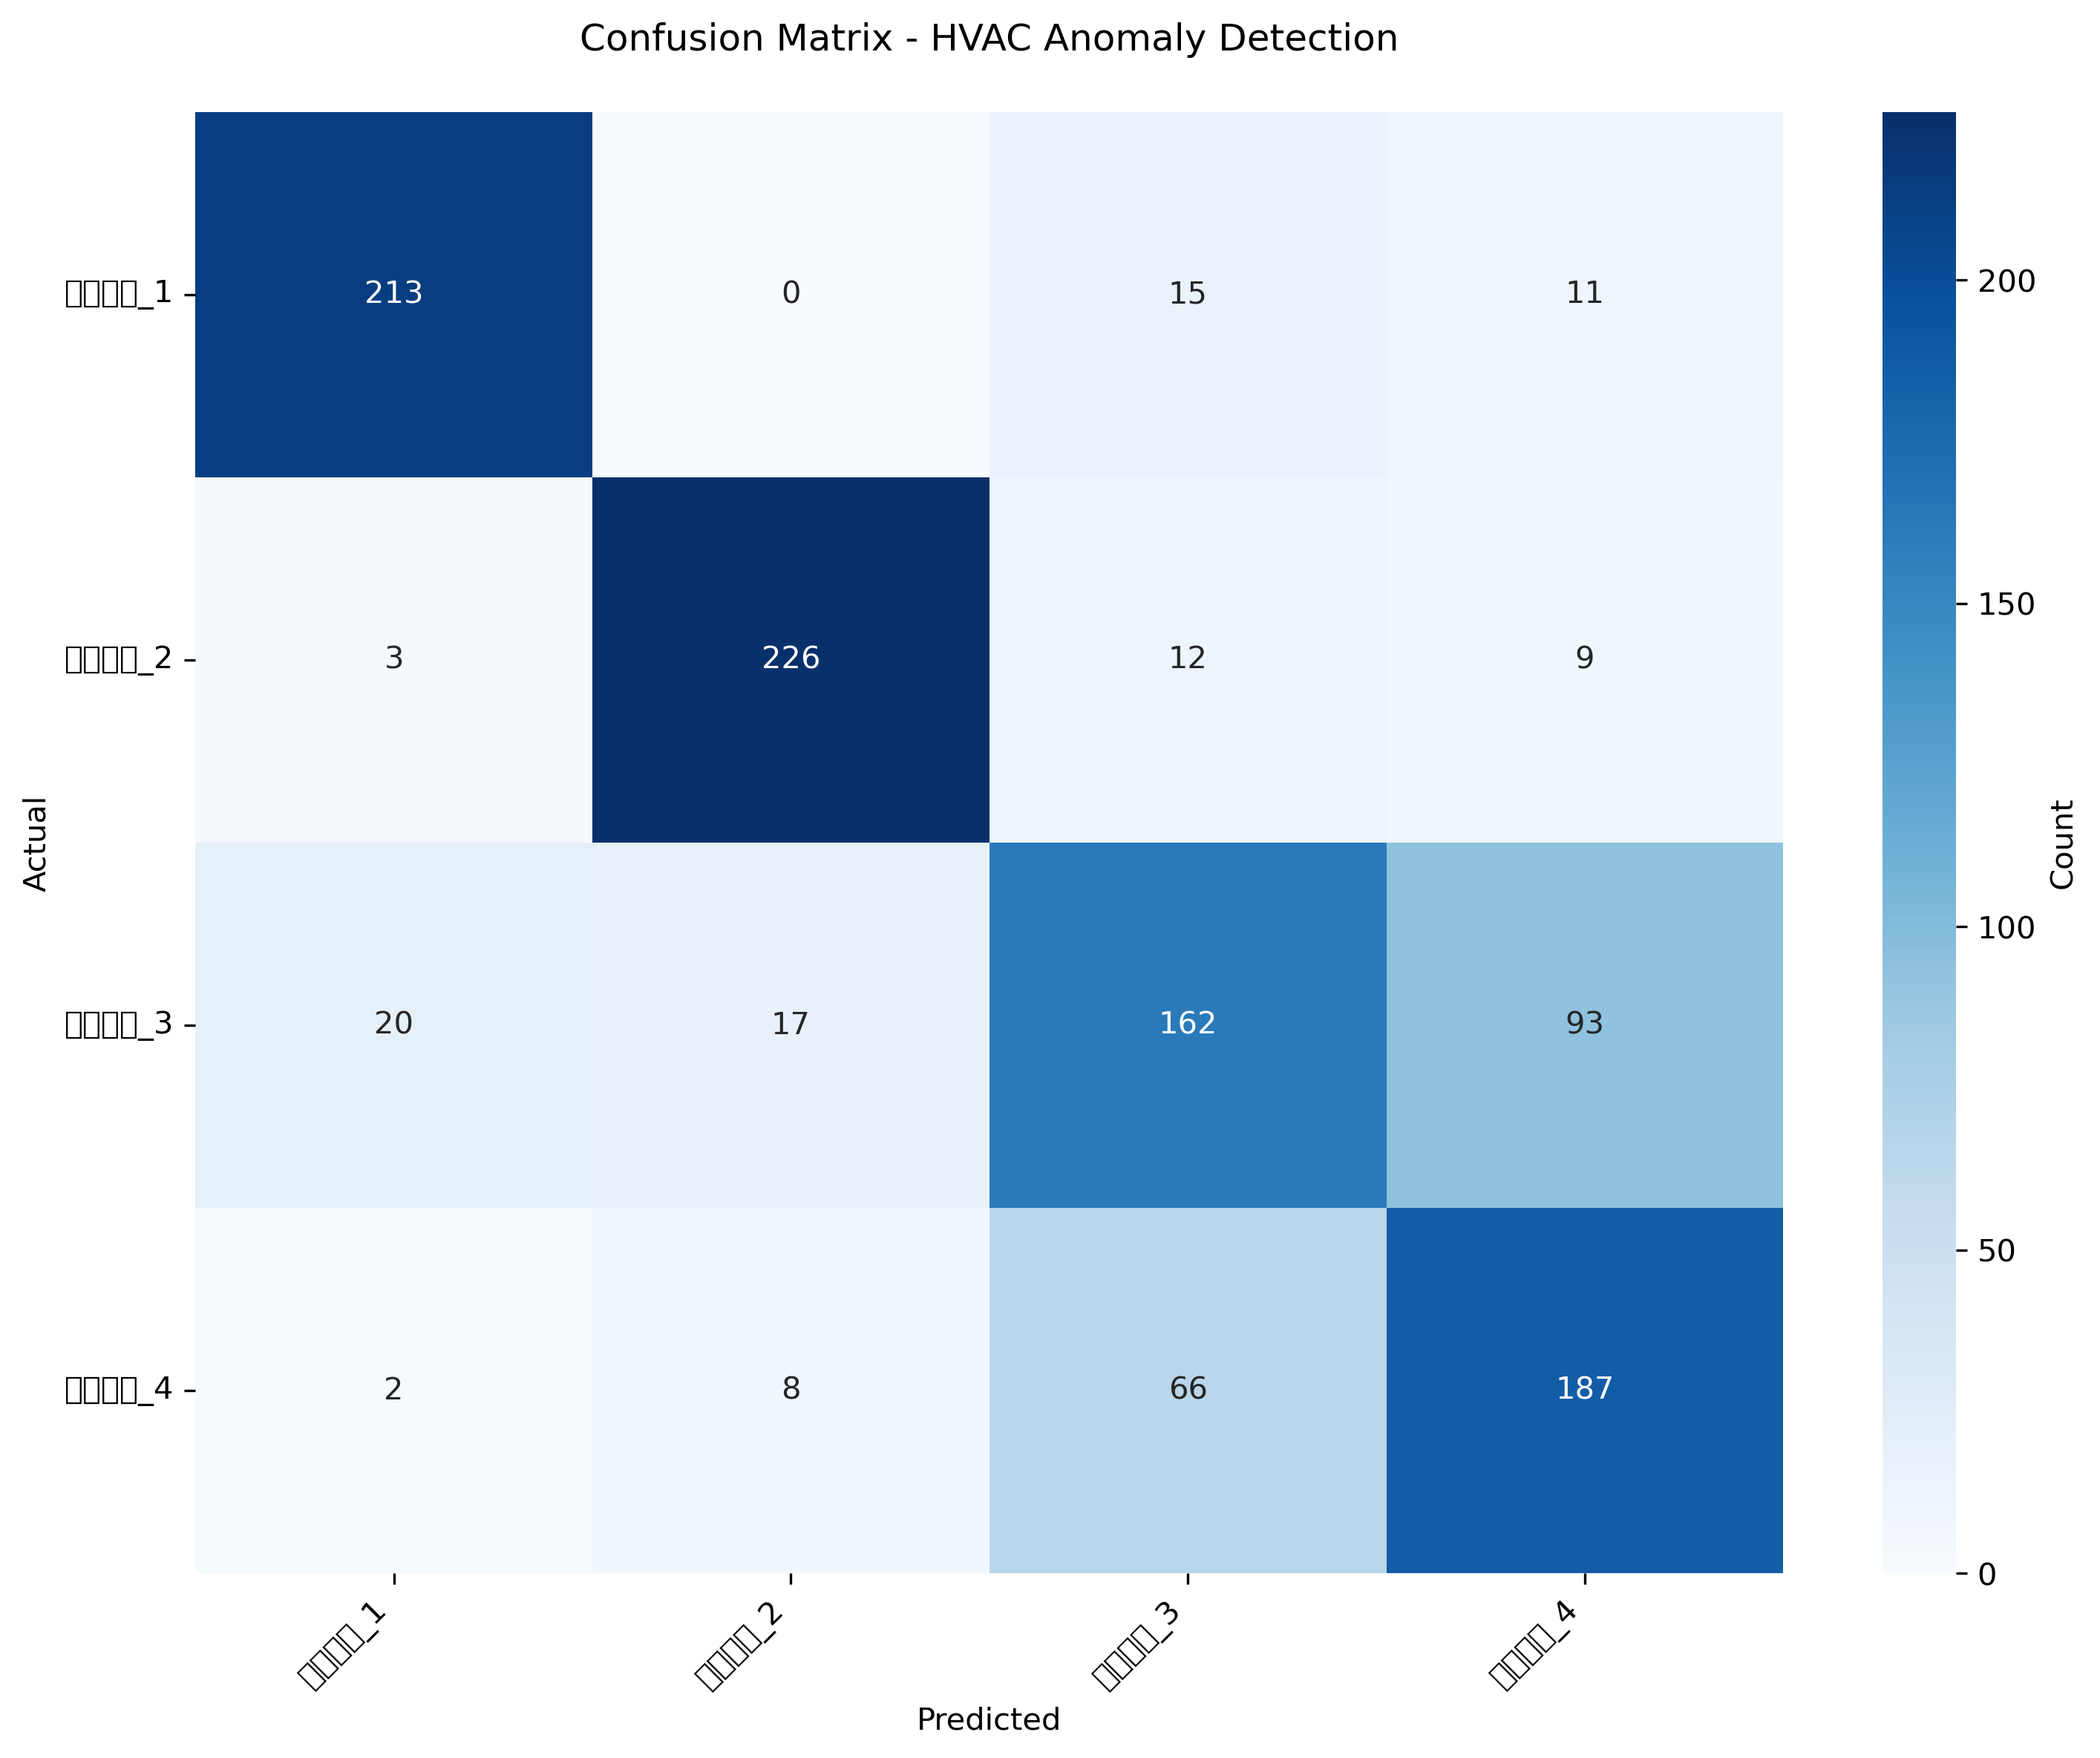 Confusion Matrix - HVAC Anomaly Detection
213 0 15 11
3 226 12 9
20 17 162 93
2 8 66 187
_1
_2
_3
_4
Actual
_1
_2
_3
_4
Predicted
200
150
100
50
0
Count